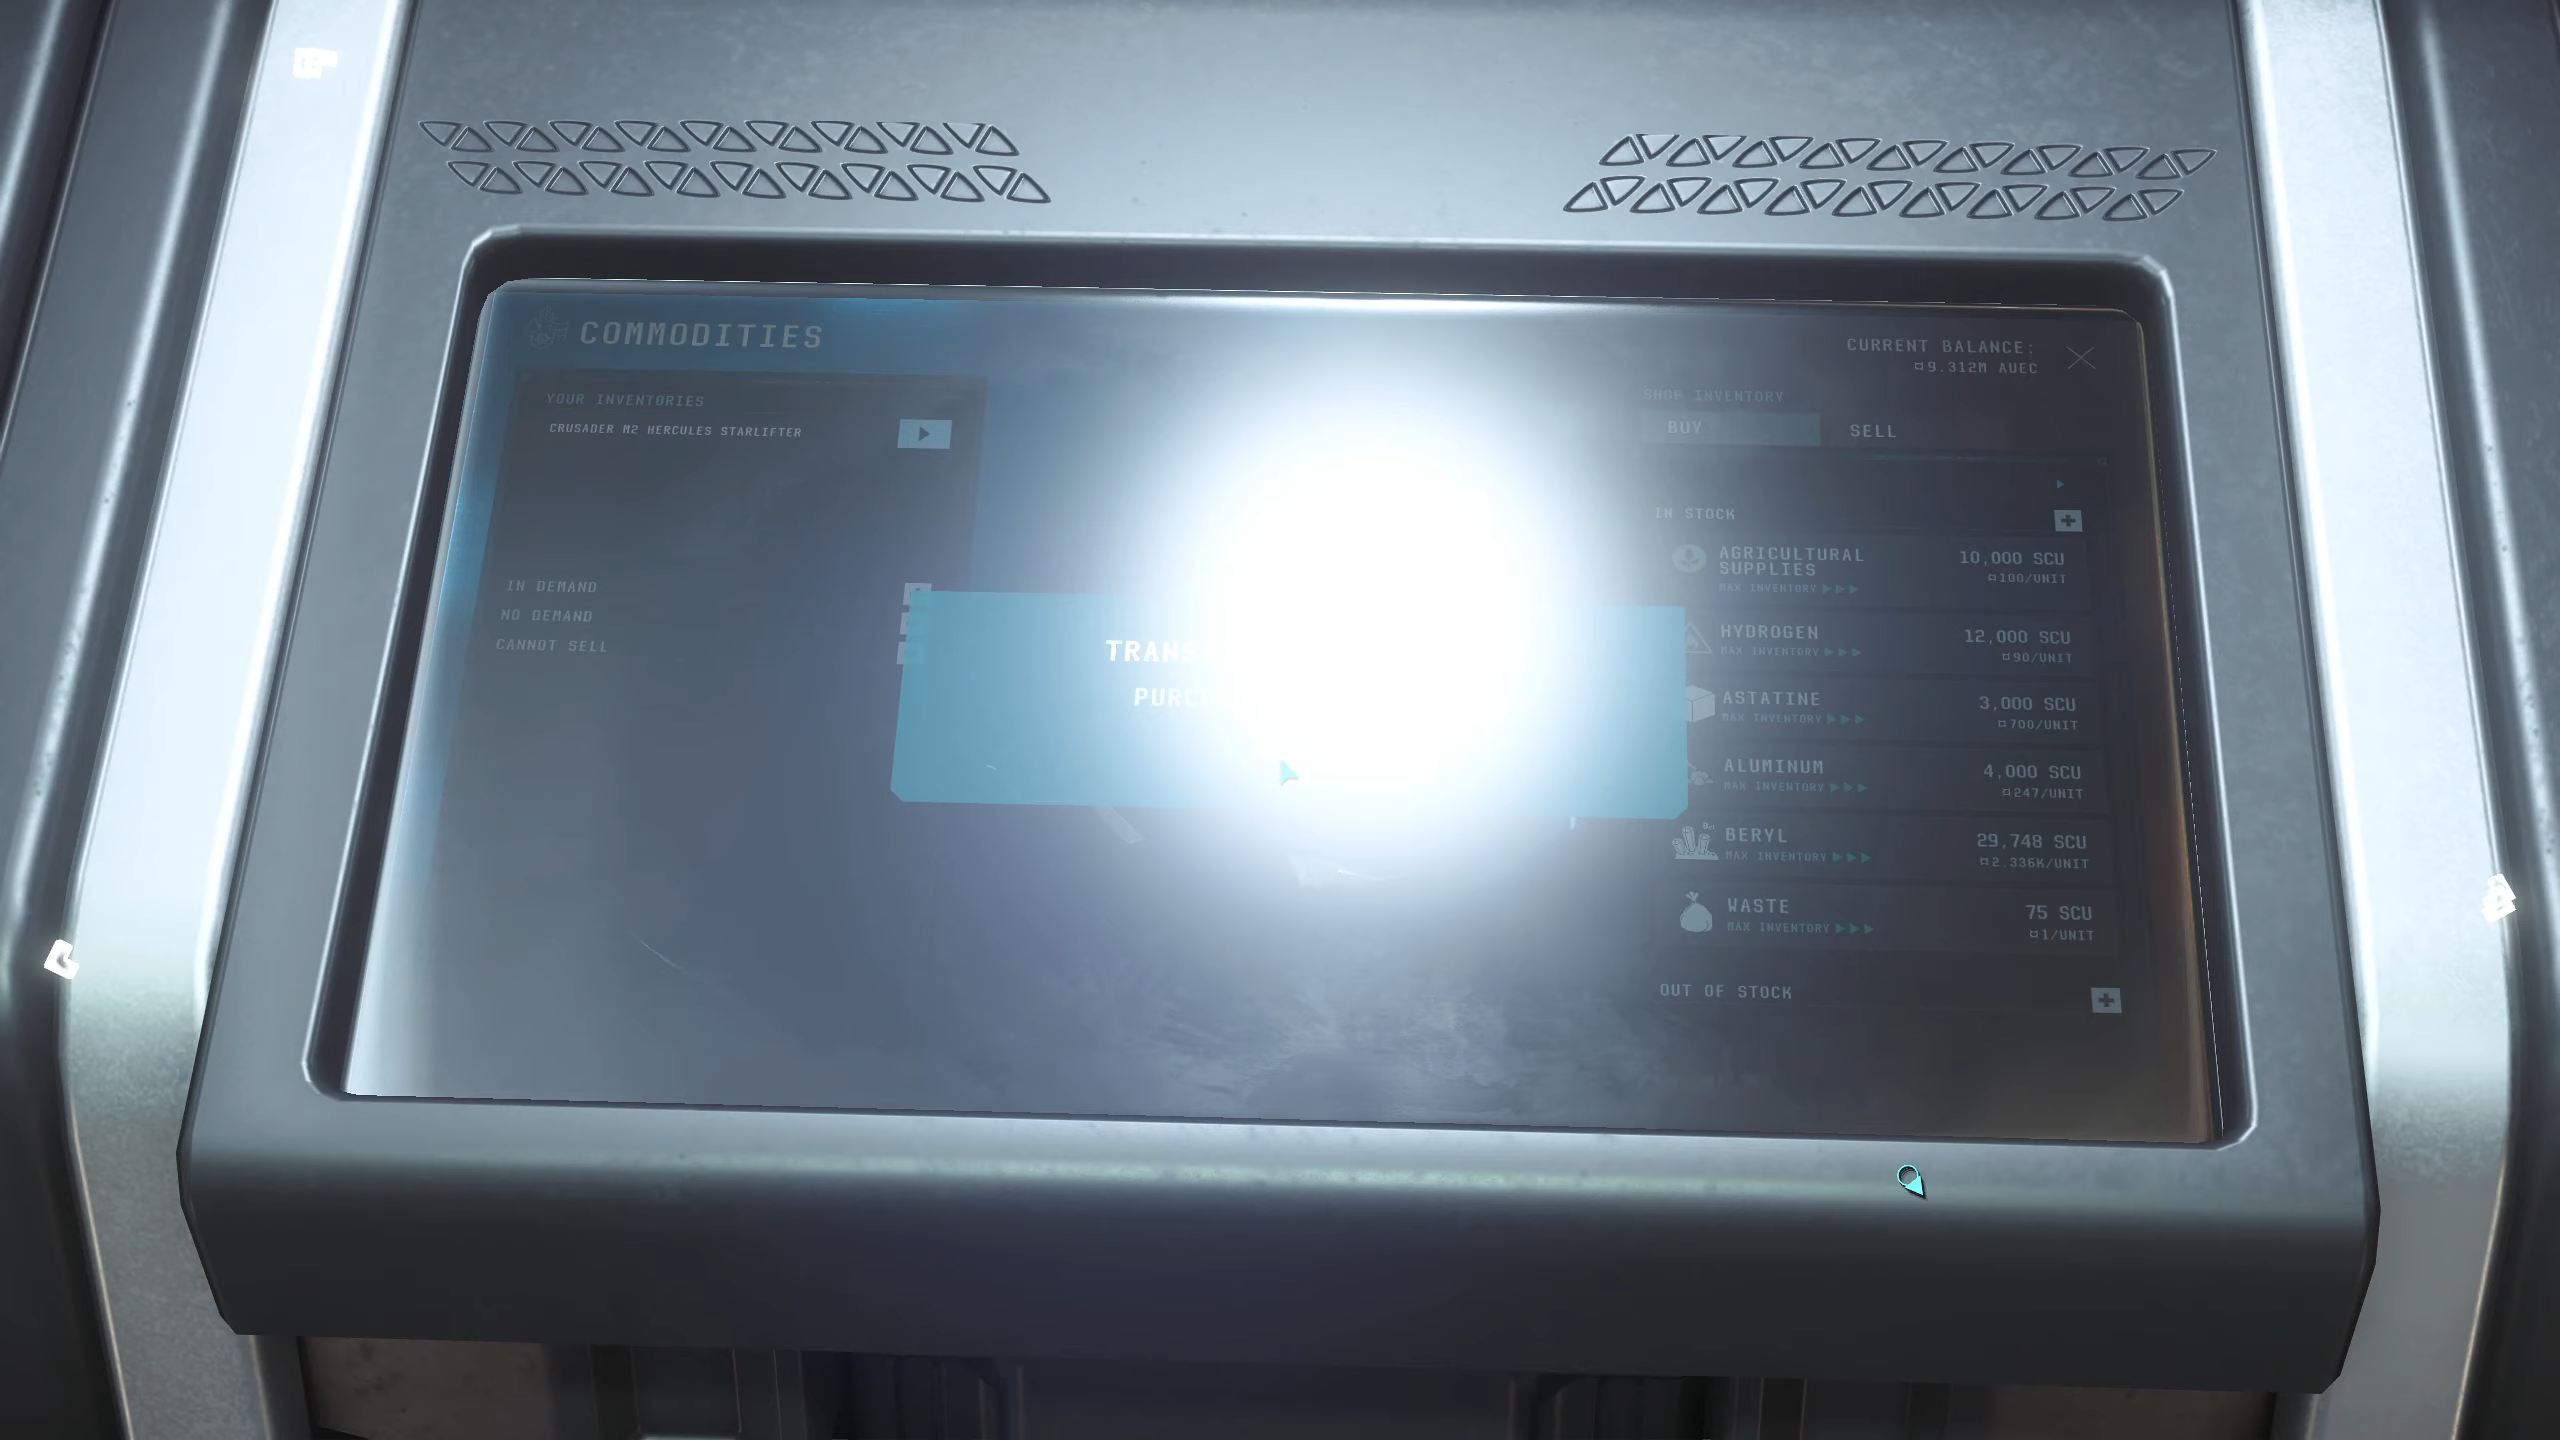 COMMODITIES
CURRENT BALANCE:
¤9.312M AUEC
YOUR INVENTORIES
CRUSADER M2 HERCULES STARLIFTER
SHOP INVENTORY
BUY
SELL
IN STOCK
AGRICULTURAL
SUPPLIES
MAX INVENTORY
10,000 SCU
¤100/UNIT
HYDROGEN
MAX INVENTORY
12,000 SCU
¤90/UNIT
ASTATINE
MAX INVENTORY
3,000 SCU
¤700/UNIT
ALUMINUM
MAX INVENTORY
4,000 SCU
¤247/UNIT
BERYL
MAX INVENTORY
29,748 SCU
¤2.336K/UNIT
WASTE
MAX INVENTORY
75 SCU
¤1/UNIT
OUT OF STOCK
IN DEMAND
NO DEMAND
CANNOT SELL